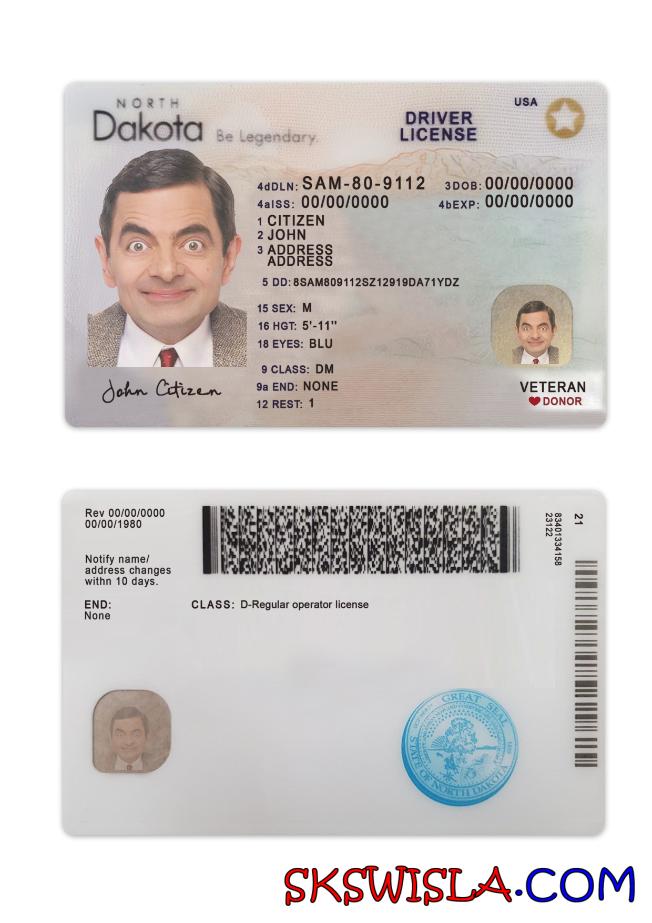 NORTH
Dakota Be Legendary.
DRIVER
LICENSE
USA
4dDLN: SAM-80-9112 3DOB: 00/00/0000
4aISS: 00/00/0000 4bEXP: 00/00/0000
1 CITIZEN
2 JOHN
3 ADDRESS
ADDRESS
5 DD: 8SAM809112SZ12919DA71YDZ
15 SEX: M
16 HGT: 5'-11"
18 EYES: BLU
9 CLASS: DM
9a END: NONE
12 REST: 1
John Citizen
VETERAN
DONOR
Rev 00/00/0000
00/00/1980
Notify name/
address changes
withn 10 days.
END:
None
CLASS: D-Regular operator license
21
83401334158
23122
GREAT SEAL
STATE OF NORTH DAKOTA
SKSWISLA.COM